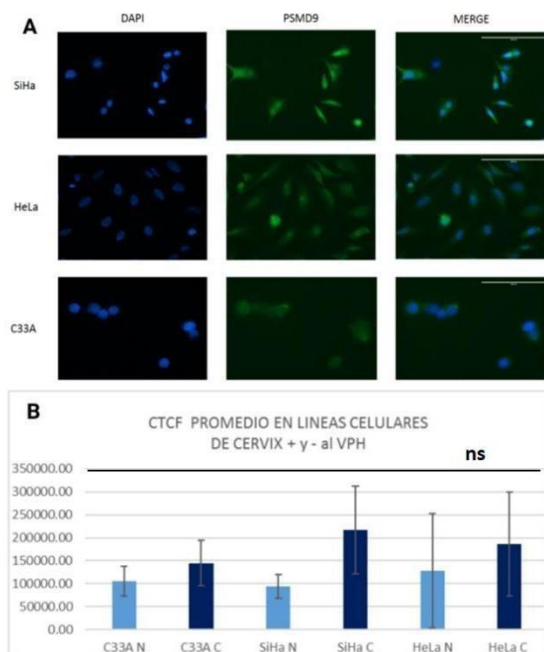 A
DAPI
PSMD9
MERGE
SiHa
HeLa
C33A
B
CTCF PROMEDIO EN LINEAS CELULARES
DE CERVIX + y - al VPH
ns
350000.00
300000.00
250000.00
200000.00
150000.00
100000.00
50000.00
0.00
C33A N
C33A C
SiHa N
SiHa C
HeLa N
HeLa C